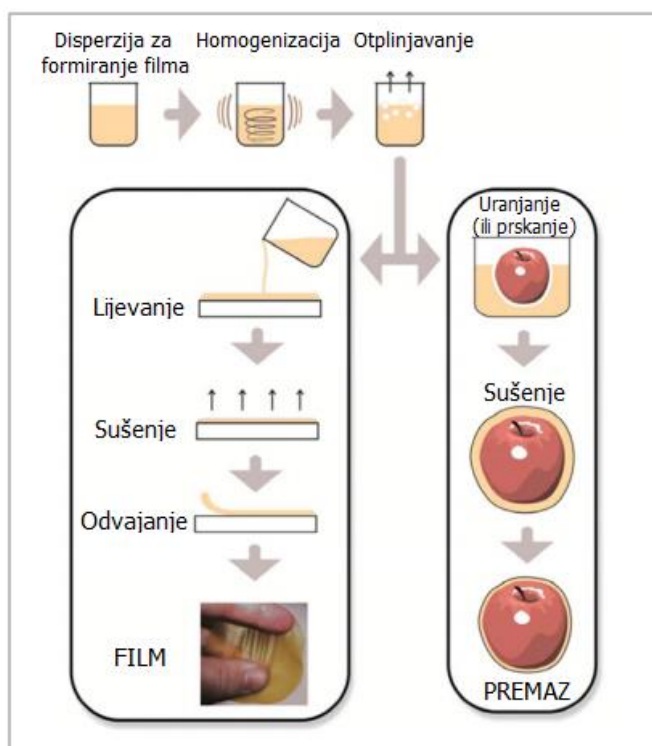 Disperzija za
formiranje filma
Homogenizacija
Otplinjavanje
Lijevanje
Sušenje
Odvajanje
FILM
Uranjanje
(ili prskanje)
Sušenje
PREMAZ